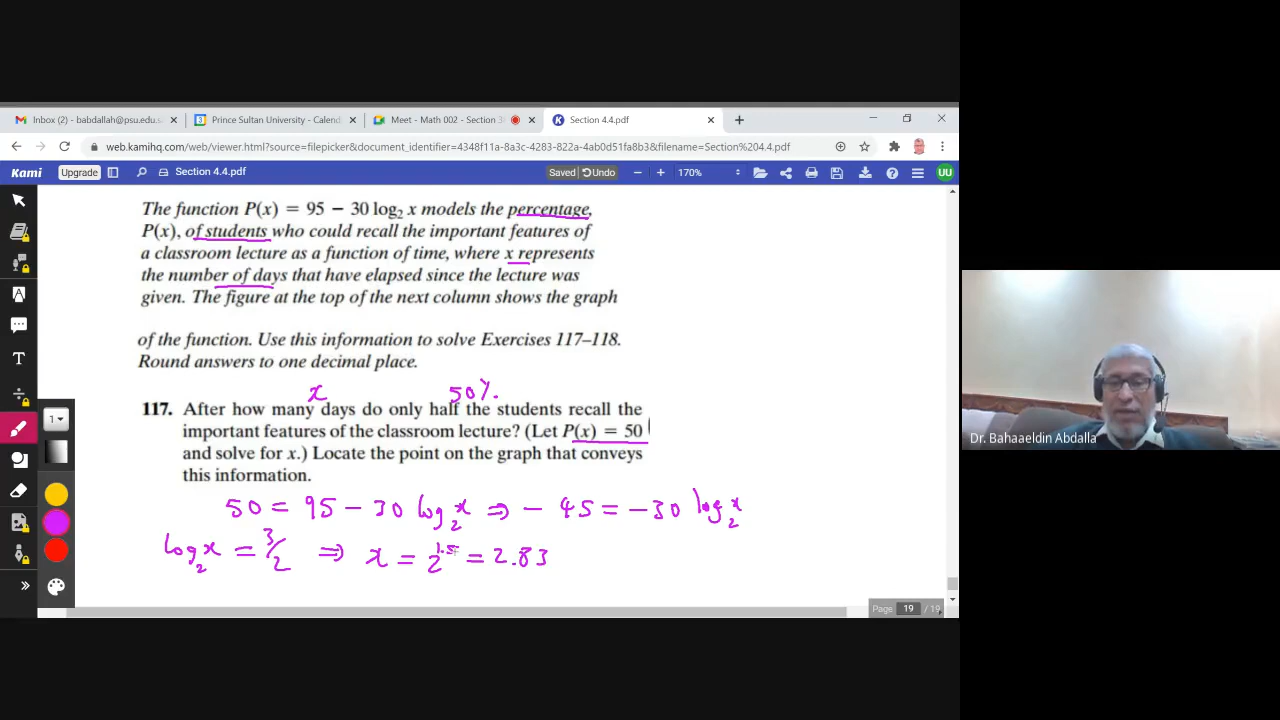 Inbox (2) - babdallah@psu.edu.s
Prince Sultan University - Calend
Meet - Math 002 - Section 3
Section 4.4.pdf
web.kamihq.com/web/viewer.html?source=filepicker&document_identifier=4348f11a-8a3c-4283-822a-4ab0d51fa8b3&filename=Section%204.4.pdf
Kami Upgrade Section 4.4.pdf Saved Undo 170% UU
The function P(x) = 95 − 30 log₂ x models the percentage,
P(x), of students who could recall the important features of
a classroom lecture as a function of time, where x represents
the number of days that have elapsed since the lecture was
given. The figure at the top of the next column shows the graph
of the function. Use this information to solve Exercises 117–118.
Round answers to one decimal place.
x 50%.
117. After how many days do only half the students recall the
important features of the classroom lecture? (Let P(x) = 50
and solve for x.) Locate the point on the graph that conveys
this information.
50 = 95 − 30 log₂ x ⇒ − 45 = −30 log₂ x
log₂ x = 3/2 ⇒ x = 2^1.5 = 2.83
Page 19 / 19
1
T
Dr. Bahaaeldin Abdalla